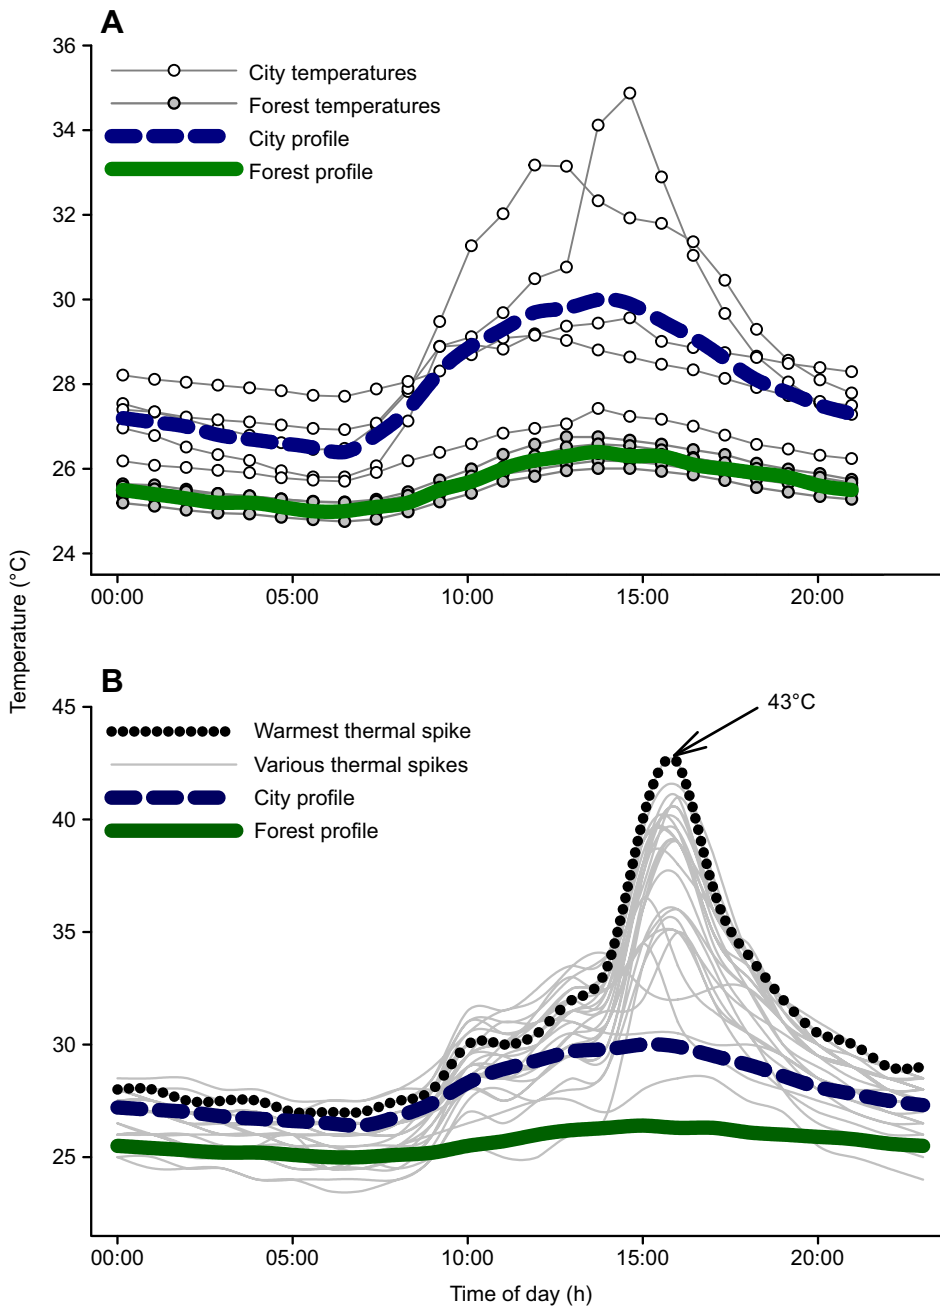 A
36
34
32
30
28
26
24
City temperatures
Forest temperatures
City profile
Forest profile
00:00 05:00 10:00 15:00 20:00
Temperature (°C)
B
45
40
35
30
25
43°C
Warmest thermal spike
Various thermal spikes
City profile
Forest profile
00:00 05:00 10:00 15:00 20:00
Time of day (h)